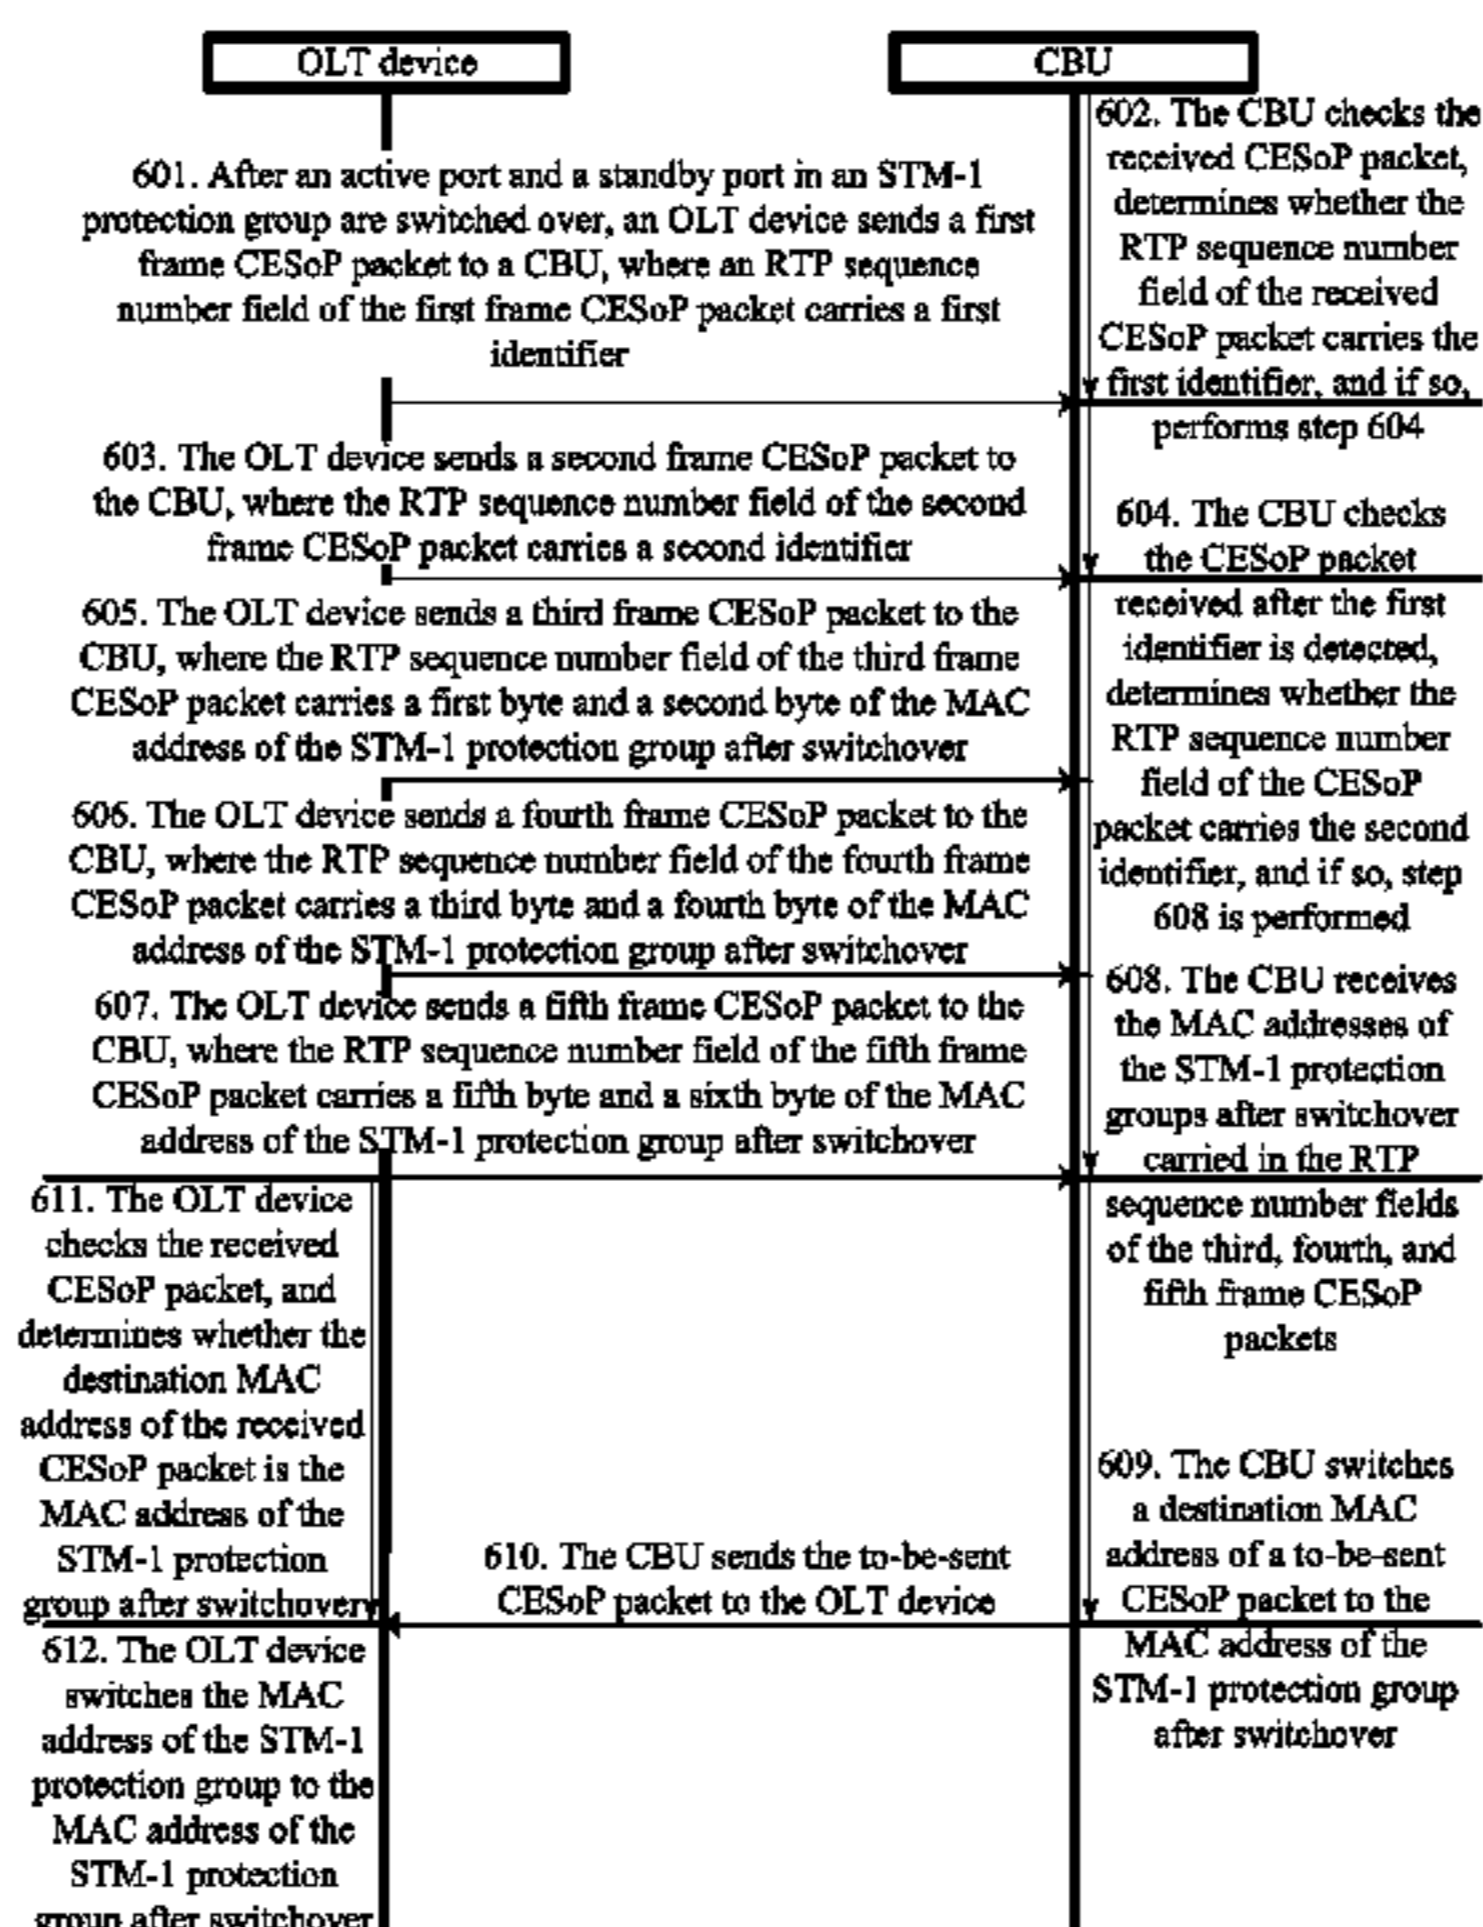 OLT device
CBU
601. After an active port and a standby port in an STM-1
protection group are switched over, an OLT device sends a first
frame CESoP packet to a CBU, where an RTP sequence
number field of the first frame CESoP packet carries a first
identifier
602. The CBU checks the
received CESoP packet,
determines whether the
RTP sequence number
field of the received
CESoP packet carries the
first identifier, and if so,
performs step 604
603. The OLT device sends a second frame CESoP packet to
the CBU, where the RTP sequence number field of the second
frame CESoP packet carries a second identifier
604. The CBU checks
the CESoP packet
received after the first
identifier is detected,
determines whether the
RTP sequence number
field of the CESoP
packet carries the second
identifier, and if so, step
608 is performed
605. The OLT device sends a third frame CESoP packet to the
CBU, where the RTP sequence number field of the third frame
CESoP packet carries a first byte and a second byte of the MAC
address of the STM-1 protection group after switchover
606. The OLT device sends a fourth frame CESoP packet to the
CBU, where the RTP sequence number field of the fourth frame
CESoP packet carries a third byte and a fourth byte of the MAC
address of the STM-1 protection group after switchover
607. The OLT device sends a fifth frame CESoP packet to the
CBU, where the RTP sequence number field of the fifth frame
CESoP packet carries a fifth byte and a sixth byte of the MAC
address of the STM-1 protection group after switchover
608. The CBU receives
the MAC addresses of
the STM-1 protection
groups after switchover
carried in the RTP
sequence number fields
of the third, fourth, and
fifth frame CESoP
packets
609. The CBU switches
a destination MAC
address of a to-be-sent
CESoP packet to the
MAC address of the
STM-1 protection group
after switchover
610. The CBU sends the to-be-sent
CESoP packet to the OLT device
611. The OLT device
checks the received
CESoP packet, and
determines whether the
destination MAC
address of the received
CESoP packet is the
MAC address of the
STM-1 protection
group after switchover
612. The OLT device
switches the MAC
address of the STM-1
protection group to the
MAC address of the
STM-1 protection
group after switchover